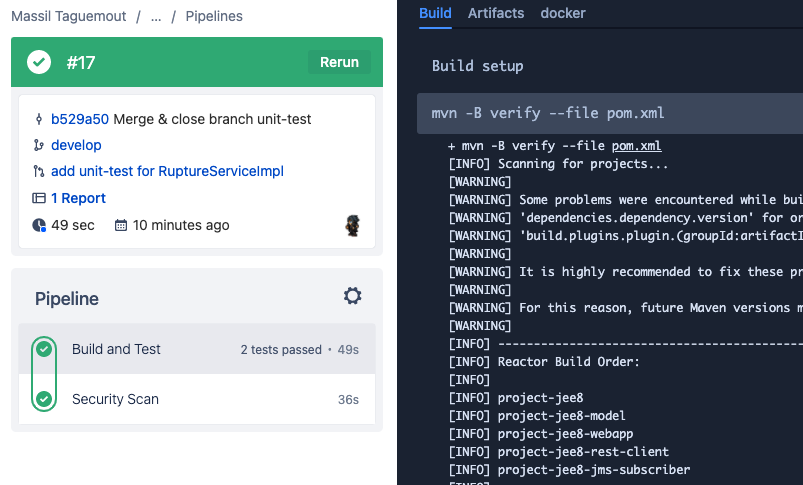 Massil Taguemout / ... / Pipelines
#17
Rerun
b529a50 Merge & close branch unit-test
develop
add unit-test for RuptureServiceImpl
1 Report
49 sec 10 minutes ago
Pipeline
Build and Test 2 tests passed • 49s
Security Scan 36s
Build Artifacts docker
Build setup
mvn -B verify --file pom.xml
+ mvn -B verify --file pom.xml
[INFO] Scanning for projects...
[WARNING]
[WARNING] Some problems were encountered while bui
[WARNING] 'dependencies.dependency.version' for or
[WARNING] 'build.plugins.plugin.(groupId:artifactI
[WARNING]
[WARNING] It is highly recommended to fix these pr
[WARNING]
[WARNING] For this reason, future Maven versions m
[WARNING]
[INFO] ------------------------------------------
[INFO] Reactor Build Order:
[INFO]
[INFO] project-jee8
[INFO] project-jee8-model
[INFO] project-jee8-webapp
[INFO] project-jee8-rest-client
[INFO] project-jee8-jms-subscriber